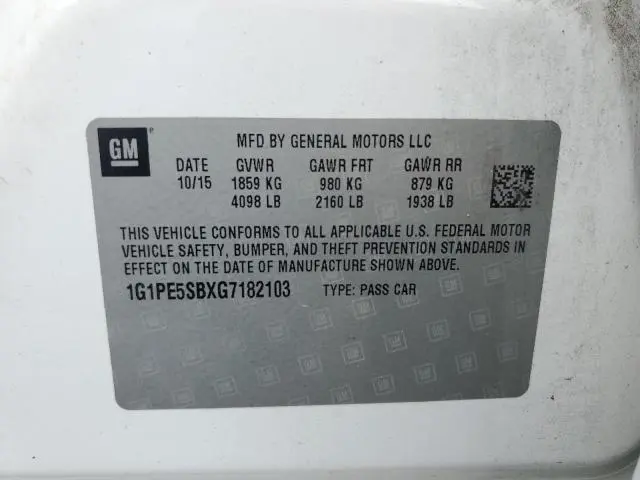 GM
MFD BY GENERAL MOTORS LLC
DATE GVWR GAWR FRT GAWR RR
10/15 1859 KG 980 KG 879 KG
4098 LB 2160 LB 1938 LB
THIS VEHICLE CONFORMS TO ALL APPLICABLE U.S. FEDERAL MOTOR
VEHICLE SAFETY, BUMPER, AND THEFT PREVENTION STANDARDS IN
EFFECT ON THE DATE OF MANUFACTURE SHOWN ABOVE.
1G1PE5SBXG7182103 TYPE: PASS CAR